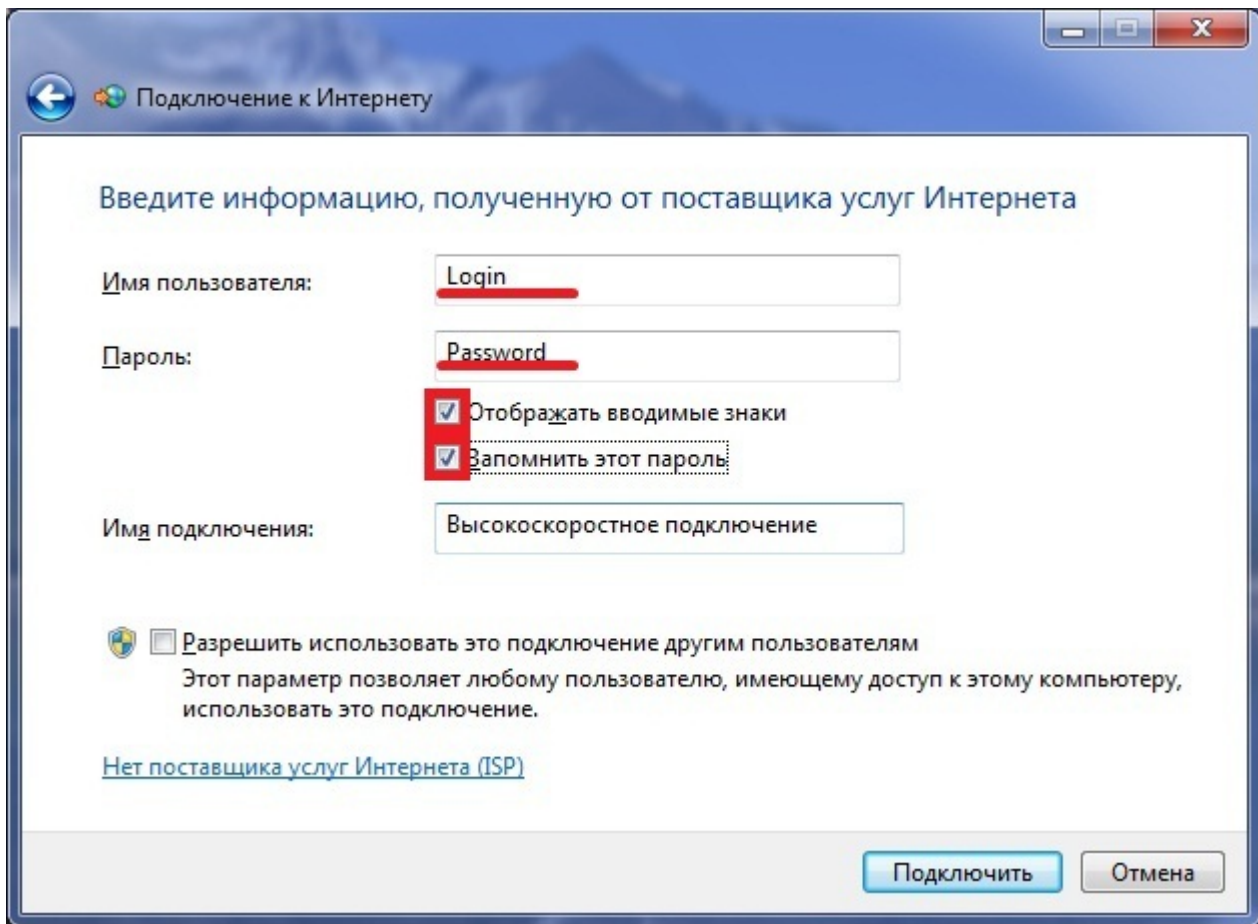 Подключение к Интернету
Введите информацию, полученную от поставщика услуг Интернета
Имя пользователя:
Login
Пароль:
Password
Отображать вводимые знаки
Запомнить этот пароль
Имя подключения:
Высокоскоростное подключение
Разрешить использовать это подключение другим пользователям
Этот параметр позволяет любому пользователю, имеющему доступ к этому компьютеру,
использовать это подключение.
Нет поставщика услуг Интернета (ISP)
Подключить
Отмена